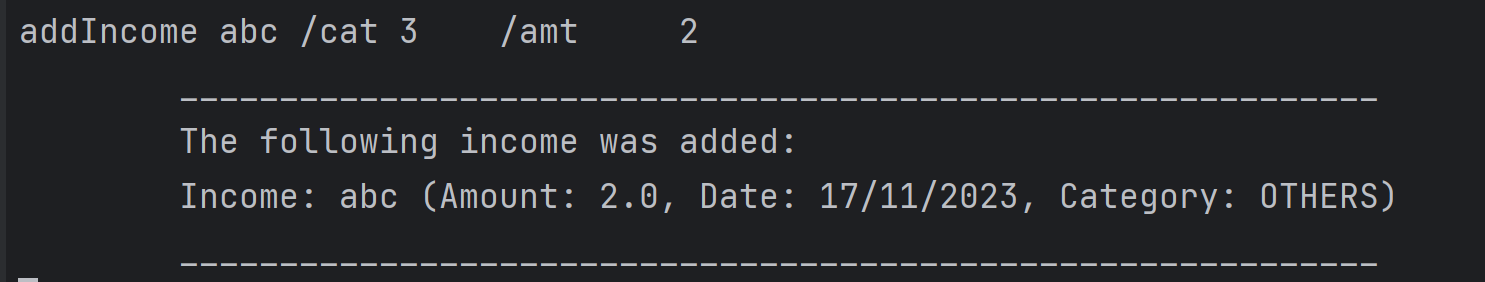 addIncome abc /cat 3    /amt     2
____________________________________________________________
The following income was added:
Income: abc (Amount: 2.0, Date: 17/11/2023, Category: OTHERS)
____________________________________________________________